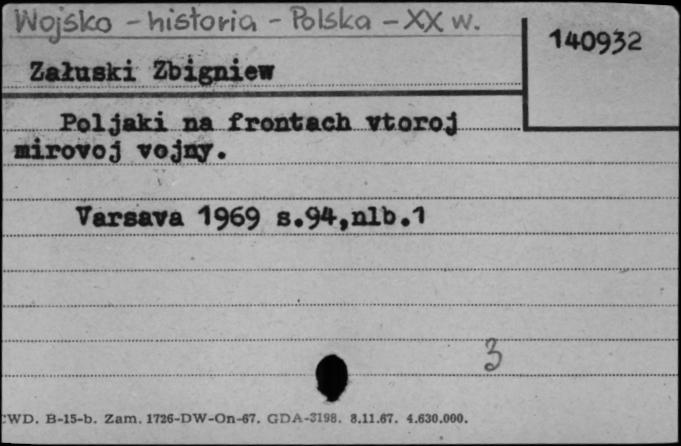 Wojsko - historia - Polska - XX w.
140932
Załuski Zbigniew
Poljaki na frontach vtoroj
mirovoj vojny.
Varsava 1969 s.94,nlb.1
3
CWD. B-15-b. Zam. 1726-DW-On-67. GDA-3198. 8.11.67. 4.630.000.